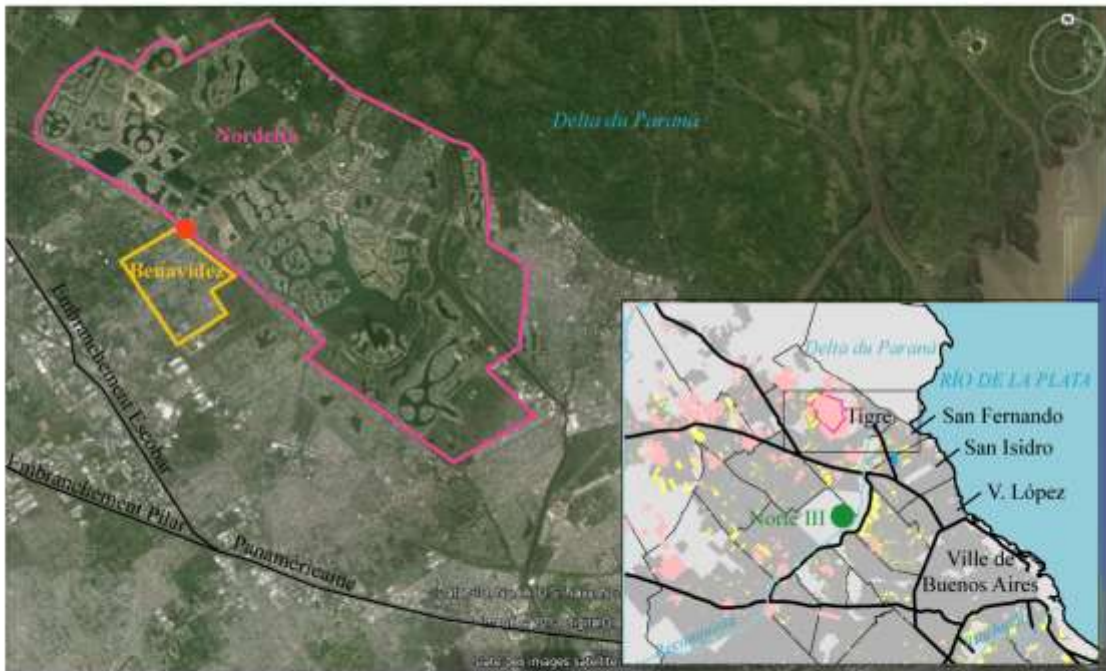 Nordelta
Delta du Paraná
Benavidez
Embranchement Escobar
Embranchement Pilar
Panaméricaine
Delta du Paraná
RÍO DE LA PLATA
Tigre
San Fernando
San Isidro
V. López
Norte III
Ville de
Buenos Aires